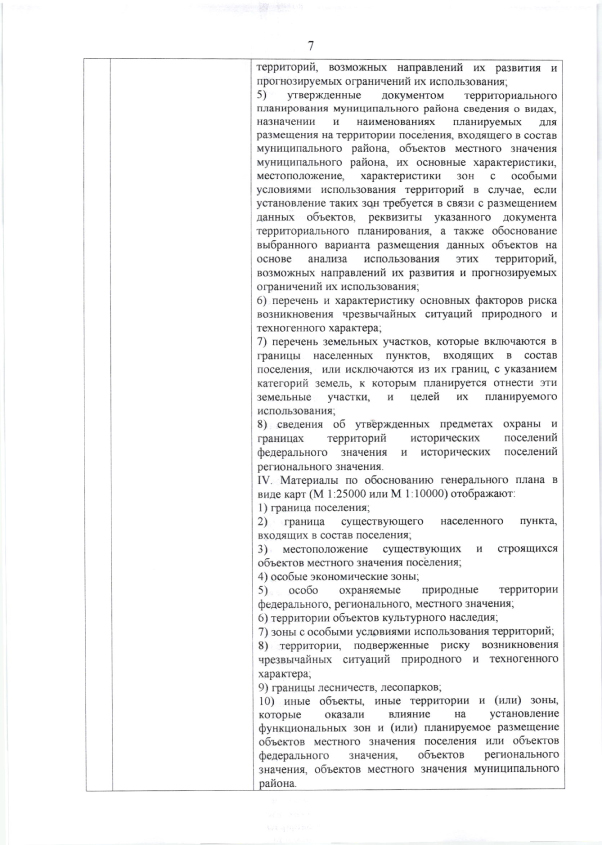 7
территорий, возможных направлений их развития и
прогнозируемых ограничений их использования;
5) утвержденные документом территориального
планирования муниципального района сведения о видах,
назначении и наименованиях планируемых для
размещения на территории поселения, входящего в состав
муниципального района, объектов местного значения
муниципального района, их основные характеристики,
местоположение, характеристики зон с особыми
условиями использования территорий в случае, если
установление таких зон требуется в связи с размещением
данных объектов, реквизиты указанного документа
территориального планирования, а также обоснование
выбранного варианта размещения данных объектов на
основе анализа использования этих территорий,
возможных направлений их развития и прогнозируемых
ограничений их использования;
6) перечень и характеристику основных факторов риска
возникновения чрезвычайных ситуаций природного и
техногенного характера;
7) перечень земельных участков, которые включаются в
границы населенных пунктов, входящих в состав
поселения, или исключаются из их границ, с указанием
категорий земель, к которым планируется отнести эти
земельные участки, и целей их планируемого
использования;
8) сведения об утвержденных предметах охраны и
границах территорий исторических поселений
федерального значения и исторических поселений
регионального значения.
IV. Материалы по обоснованию генерального плана в
виде карт (М 1:25000 или М 1:10000) отображают:
1) граница поселения;
2) граница существующего населенного пункта,
входящих в состав поселения;
3) местоположение существующих и строящихся
объектов местного значения поселения;
4) особые экономические зоны;
5) особо охраняемые природные территории
федерального, регионального, местного значения;
6) территории объектов культурного наследия;
7) зоны с особыми условиями использования территорий;
8) территории, подверженные риску возникновения
чрезвычайных ситуаций природного и техногенного
характера;
9) границы лесничеств, лесопарков;
10) иные объекты, иные территории и (или) зоны,
которые оказали влияние на установление
функциональных зон и (или) планируемое размещение
объектов местного значения поселения или объектов
федерального значения, объектов регионального
значения, объектов местного значения муниципального
района.